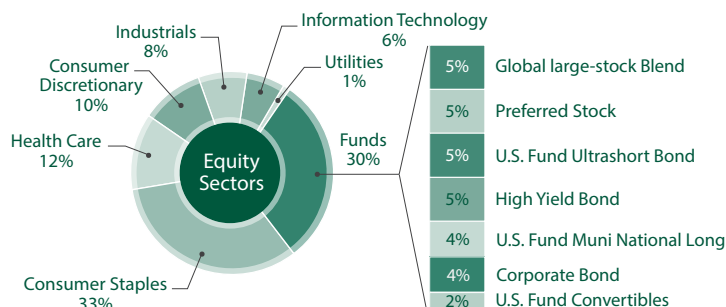 Information Technology
6%
Industrials
8%
Utilities
1%
Consumer
Discretionary
10%
Health Care
12%
Equity
Sectors
Funds
30%
Consumer Staples
33%
5% Global large-stock Blend
5% Preferred Stock
5% U.S. Fund Ultrashort Bond
5% High Yield Bond
4% U.S. Fund Muni National Long
4% Corporate Bond
2% U.S. Fund Convertibles